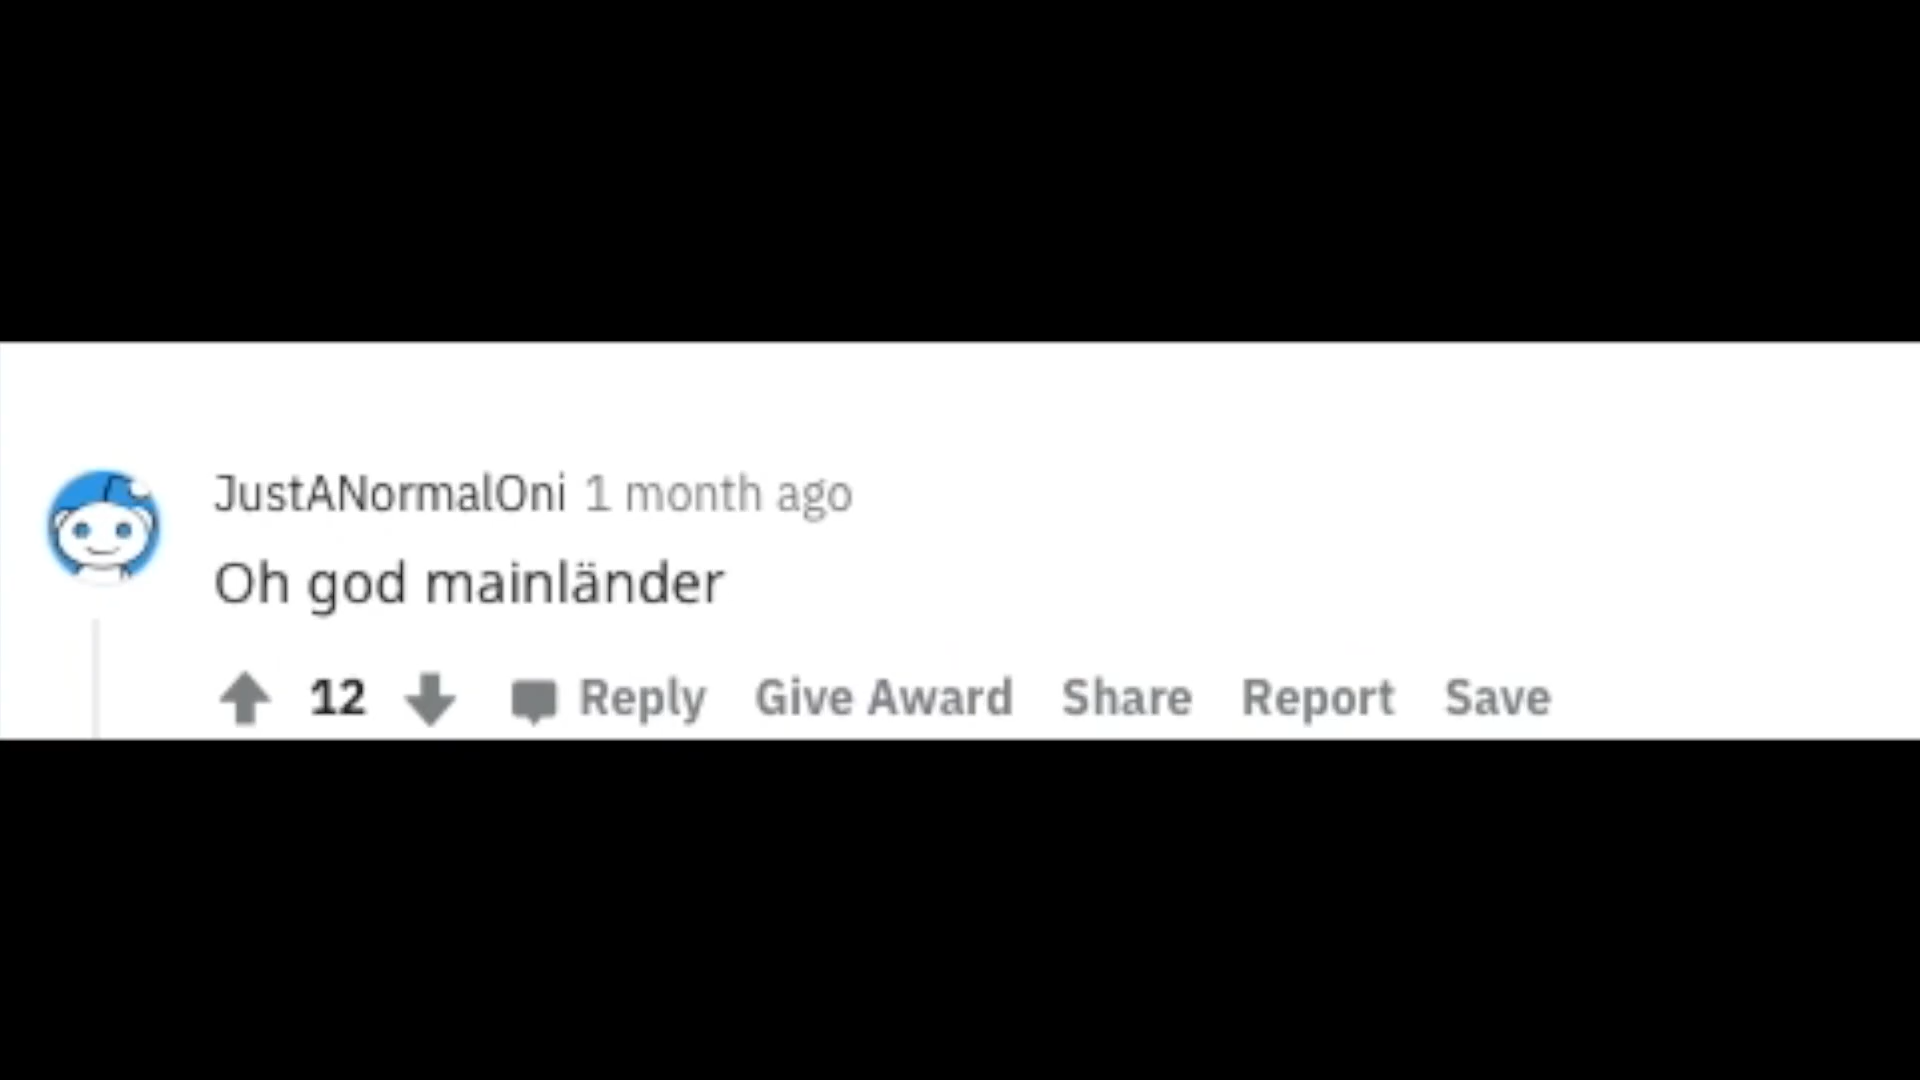 JustANormalOni 1 month ago
Oh god mainländer
12 Reply Give Award Share Report Save